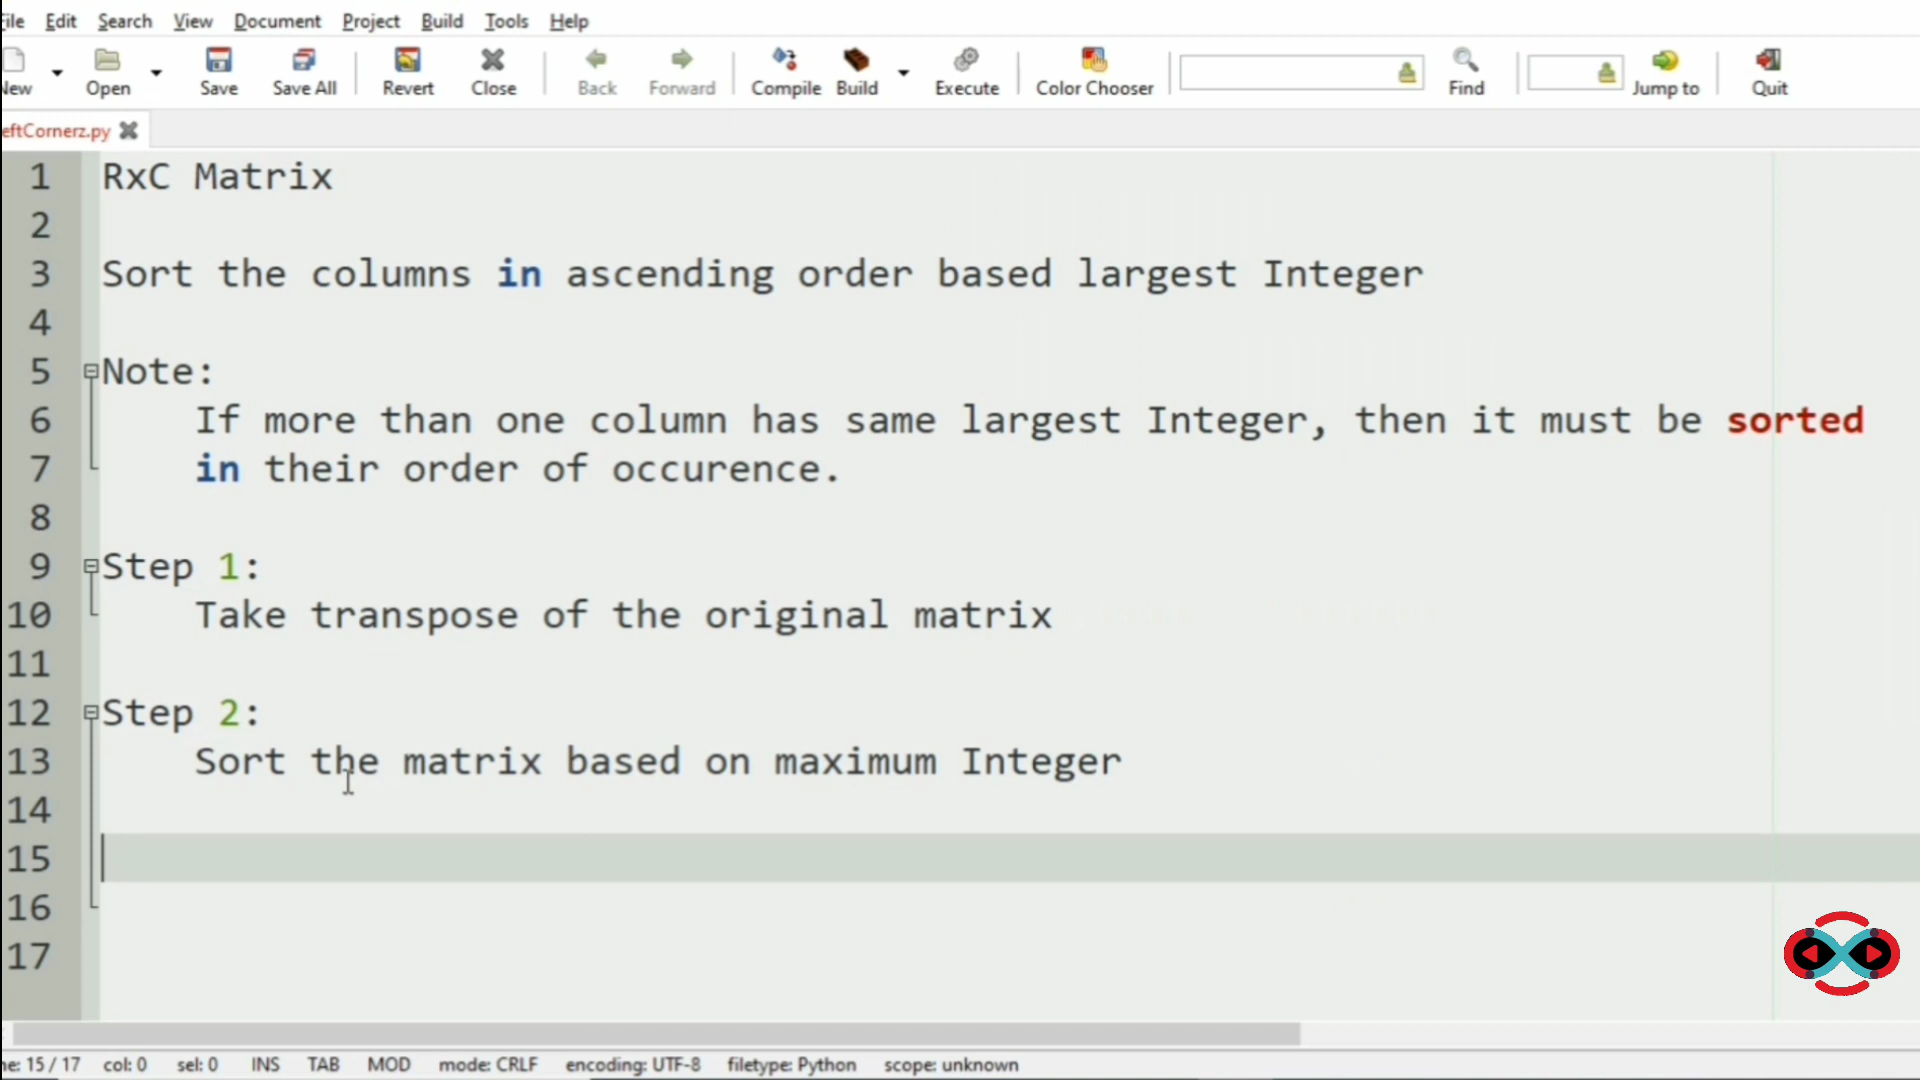 File Edit Search View Document Project Build Tools Help
New Open Save Save All Revert Close Back Forward Compile Build Execute Color Chooser Find Jump to Quit
eftCornerz.py
1 RxC Matrix
2
3 Sort the columns in ascending order based largest Integer
4
5 Note:
6 If more than one column has same largest Integer, then it must be sorted
7 in their order of occurence.
8
9 Step 1:
10 Take transpose of the original matrix
11
12 Step 2:
13 Sort the matrix based on maximum Integer
14
15
16
17
ne: 15 / 17 col: 0 sel: 0 INS TAB MOD mode: CRLF encoding: UTF-8 filetype: Python scope: unknown